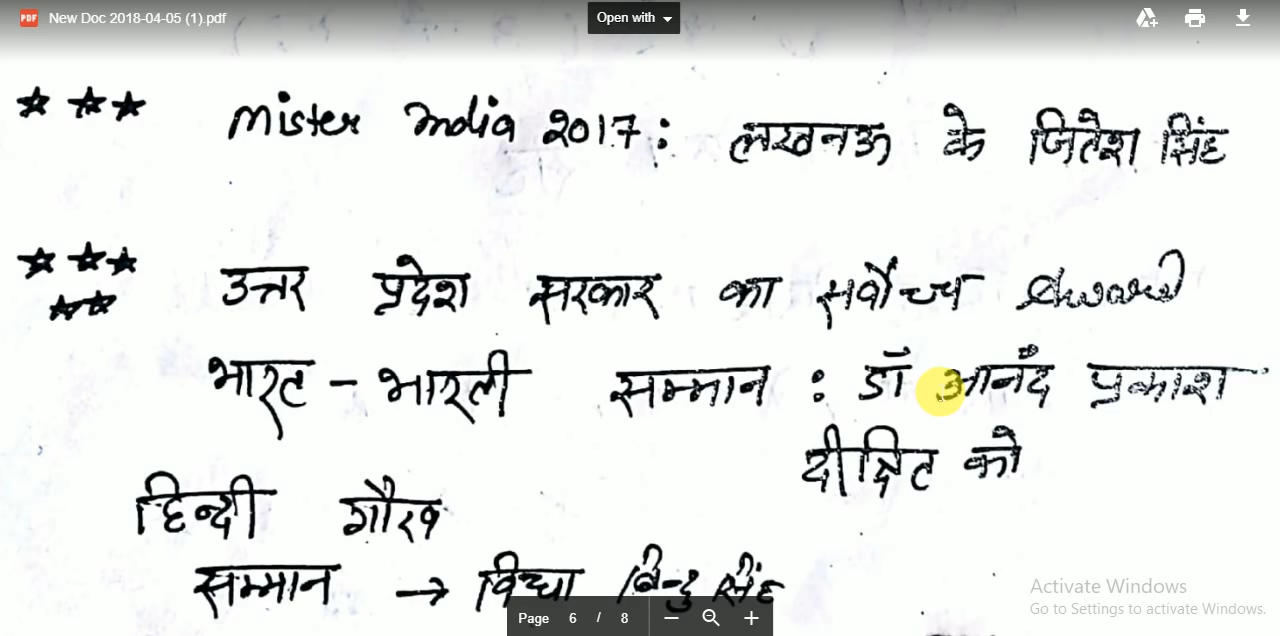 New Doc 2018-04-05 (1).pdf
Open with
Mister India 2017: लखनऊ के जितेश सिंह
उत्तर प्रदेश सरकार का सर्वोच्च Award
भारत - भारती सम्मान : डॉ आनंद प्रकाश
दीक्षित को
हिन्दी गौरव
सम्मान → विद्या बिन्दु सिंह
Page 6 / 8
Activate Windows
Go to Settings to activate Windows.